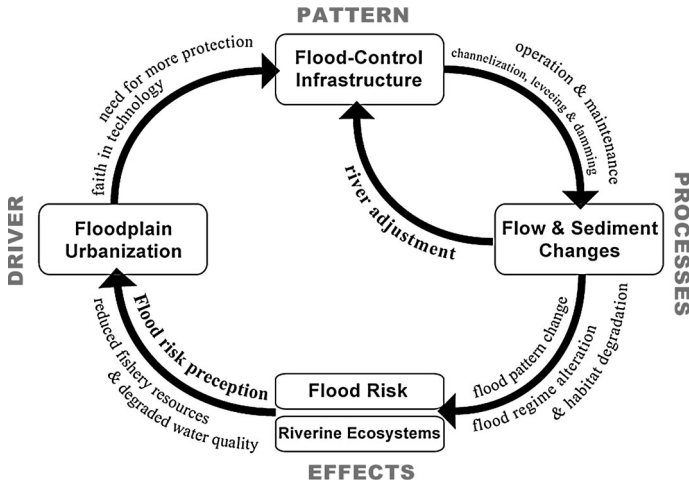 PATTERN
Flood-Control
Infrastructure
need for more protection
faith in technology
operation & maintenance
channelization, leveeing & damming
river adjustment
DRIVER
Floodplain
Urbanization
Flow & Sediment
Changes
PROCESSES
Flood risk preception
reduced fishery resources
& degraded water quality
flood pattern change
flood regime alteration
& habitat degradation
Flood Risk
Riverine Ecosystems
EFFECTS